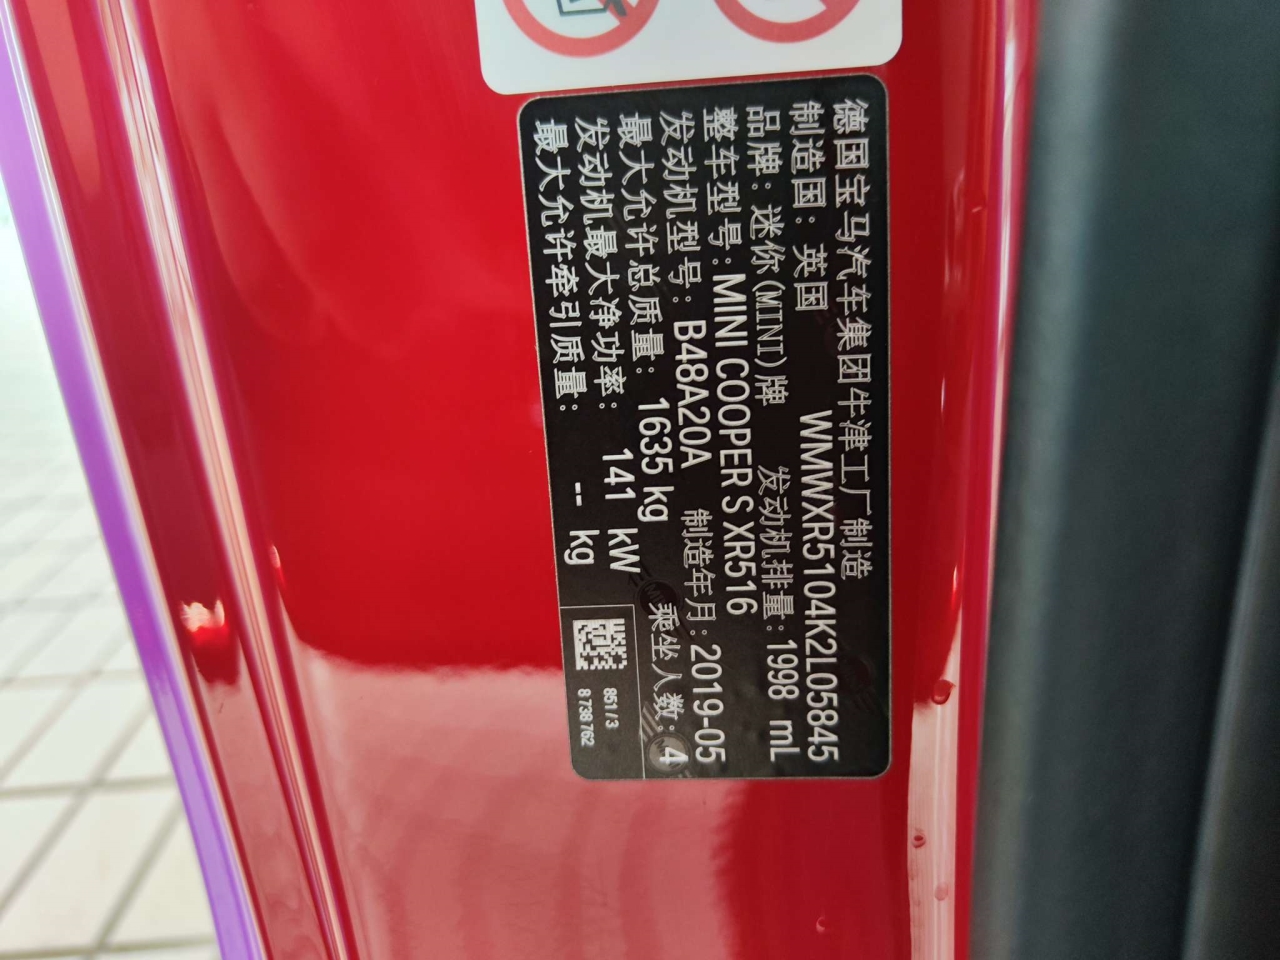 德国宝马汽车集团牛津工厂制造
制造国：英国 WMWXR5104K2L05845
品牌：迷你(MINI)牌 发动机排量：1998 mL
整车型号：MINI COOPER S XR516
发动机型号：B48A20A 制造年月：2019-05
最大允许总质量：1635 kg 乘坐人数：4
发动机最大净功率：141 kW
最大允许牵引质量： -- kg
851/3
8 738 762